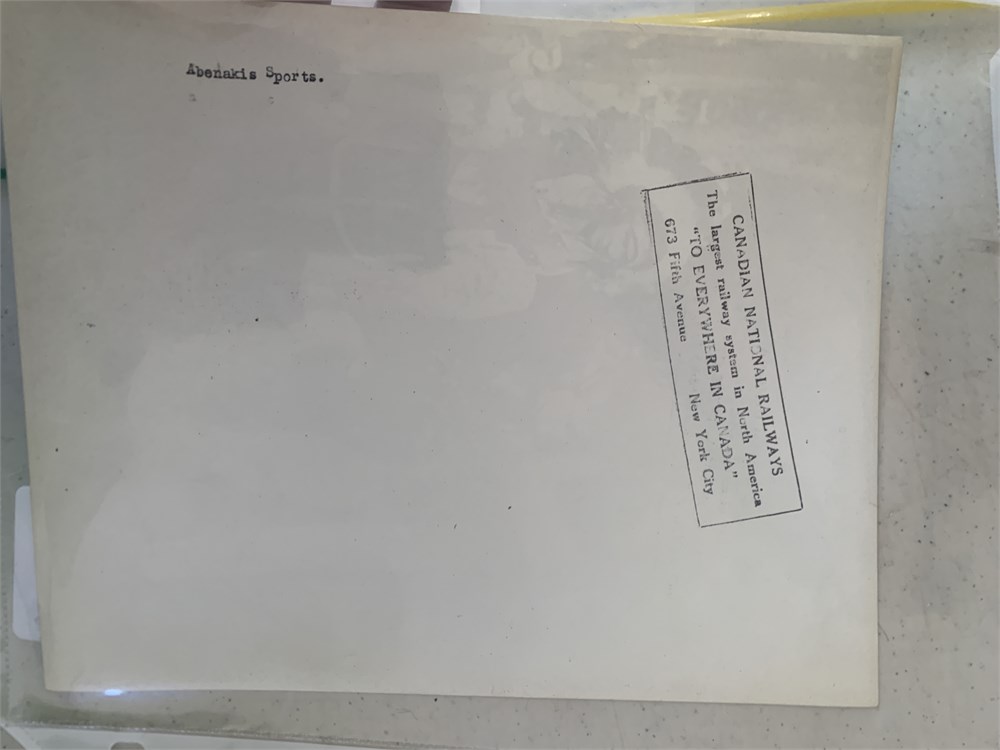 Abenakis Sports.
CANADIAN NATIONAL RAILWAYS
The largest railway system in North America
"TO EVERYWHERE IN CANADA"
673 Fifth Avenue New York City